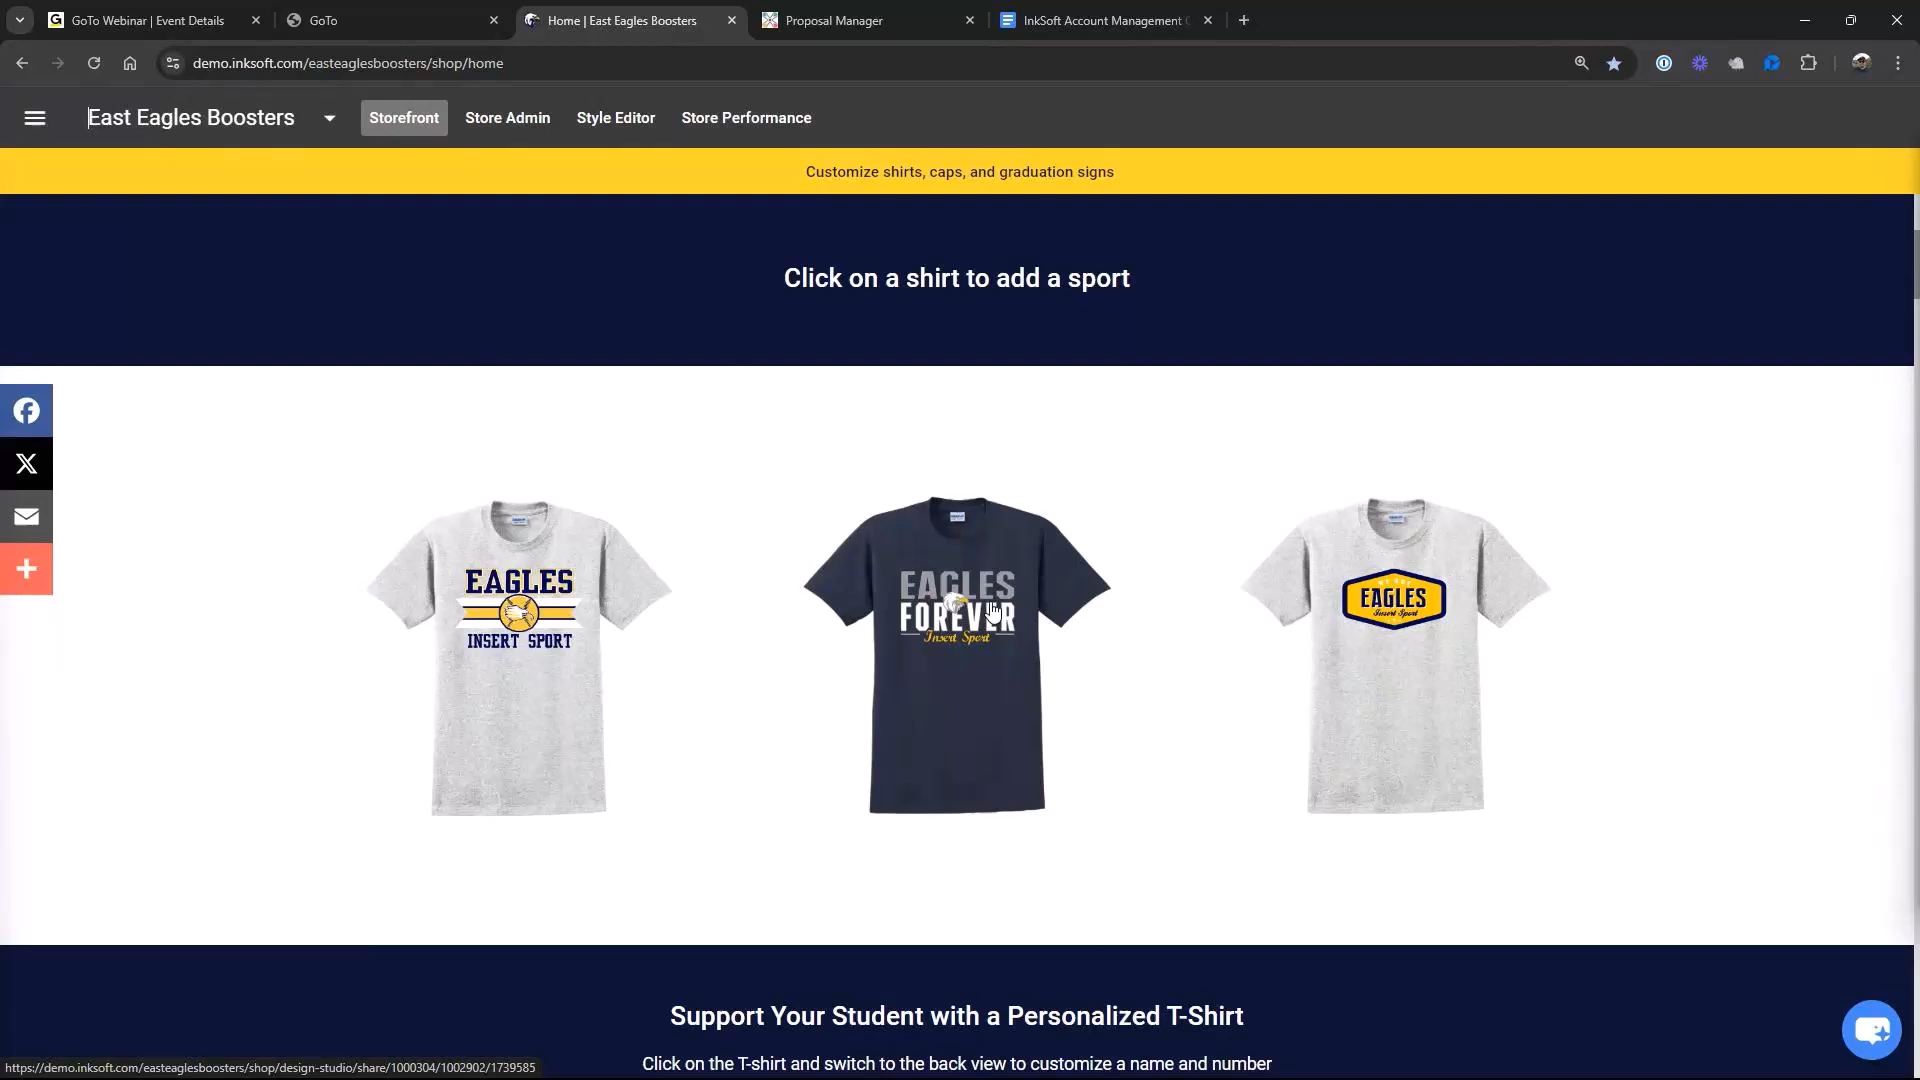 GoTo Webinar | Event Details
GoTo
Home | East Eagles Boosters
Proposal Manager
InkSoft Account Management
demo.inksoft.com/easteaglesboosters/shop/home
East Eagles Boosters
Storefront
Store Admin
Style Editor
Store Performance
Customize shirts, caps, and graduation signs
Click on a shirt to add a sport
EAGLES
INSERT SPORT
EAGLES
FOREVER
Insert Sport
WE ARE
EAGLES
Insert Sport
Support Your Student with a Personalized T-Shirt
Click on the T-shirt and switch to the back view to customize a name and number
https://demo.inksoft.com/easteaglesboosters/shop/design-studio/share/1000304/1002902/1739585